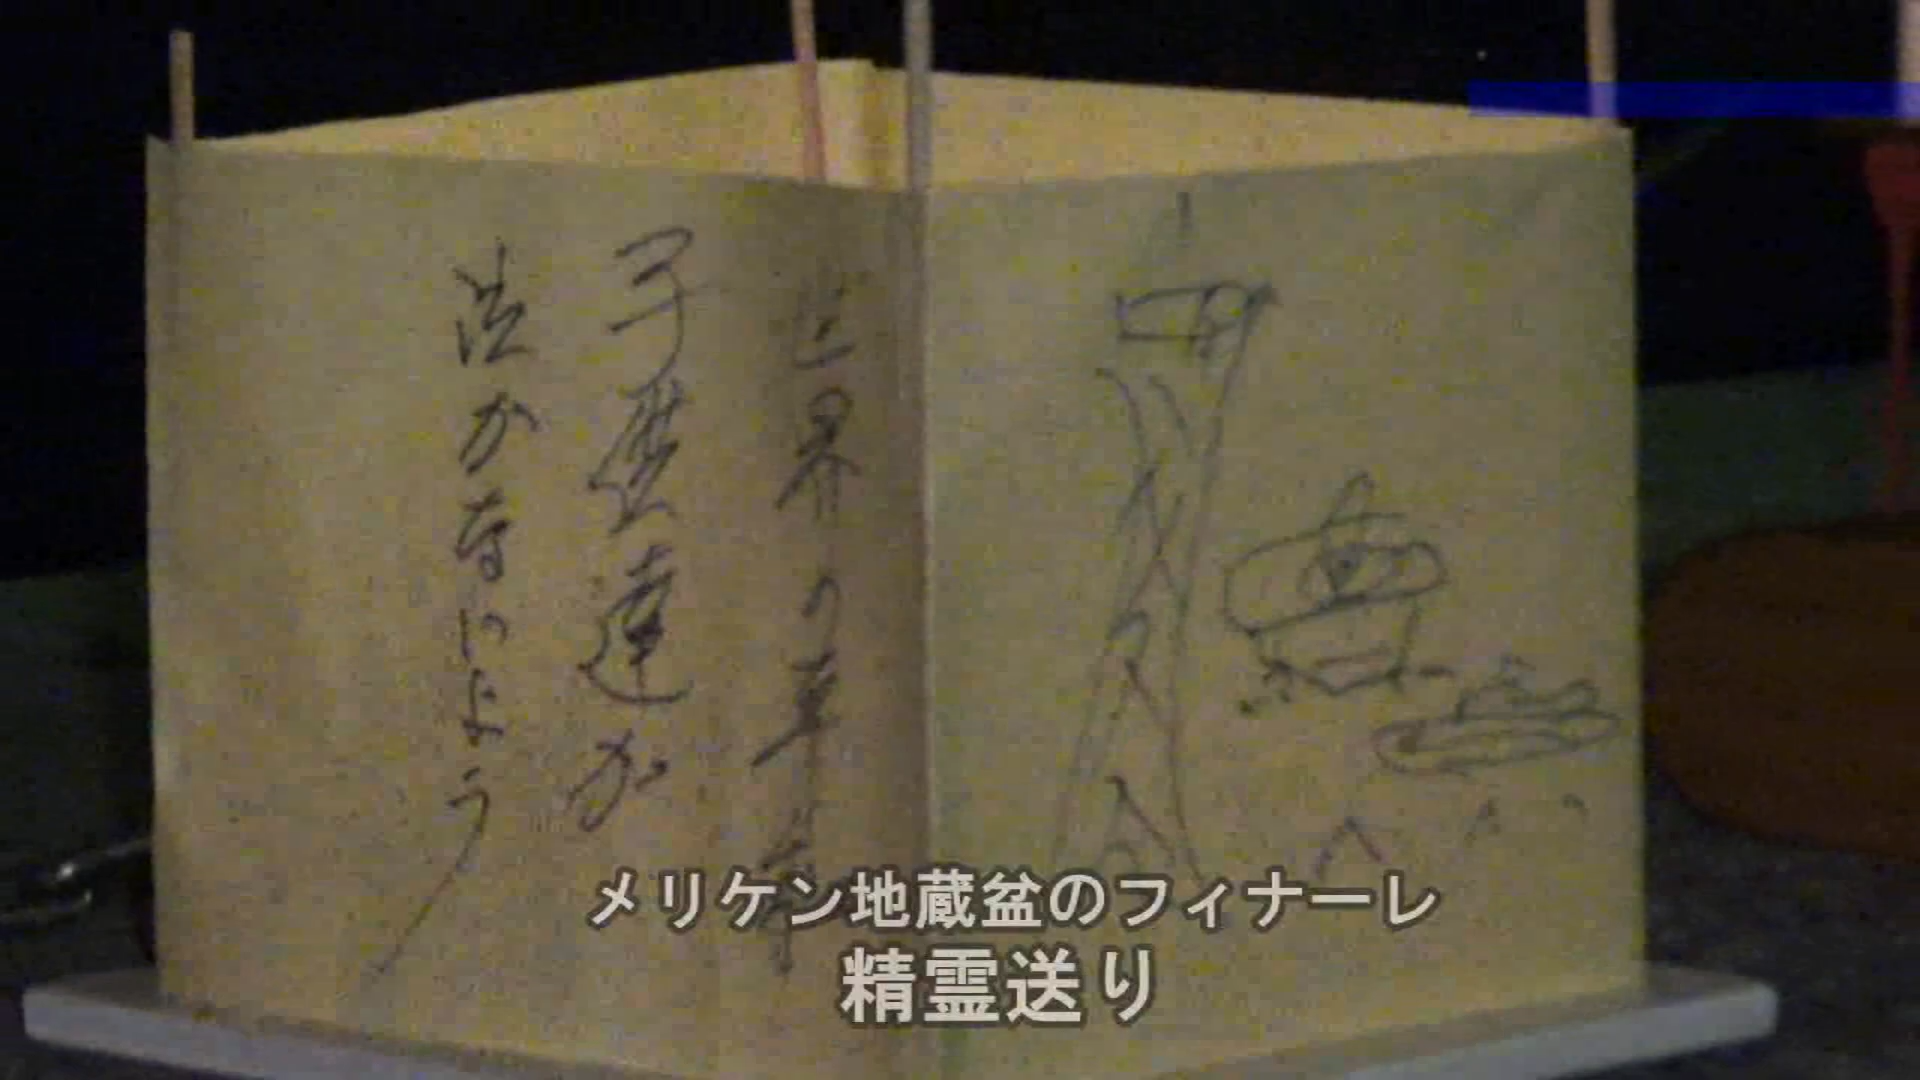 世界の
子供達が
泣かないよう
メリケン地蔵盆のフィナーレ
精霊送り